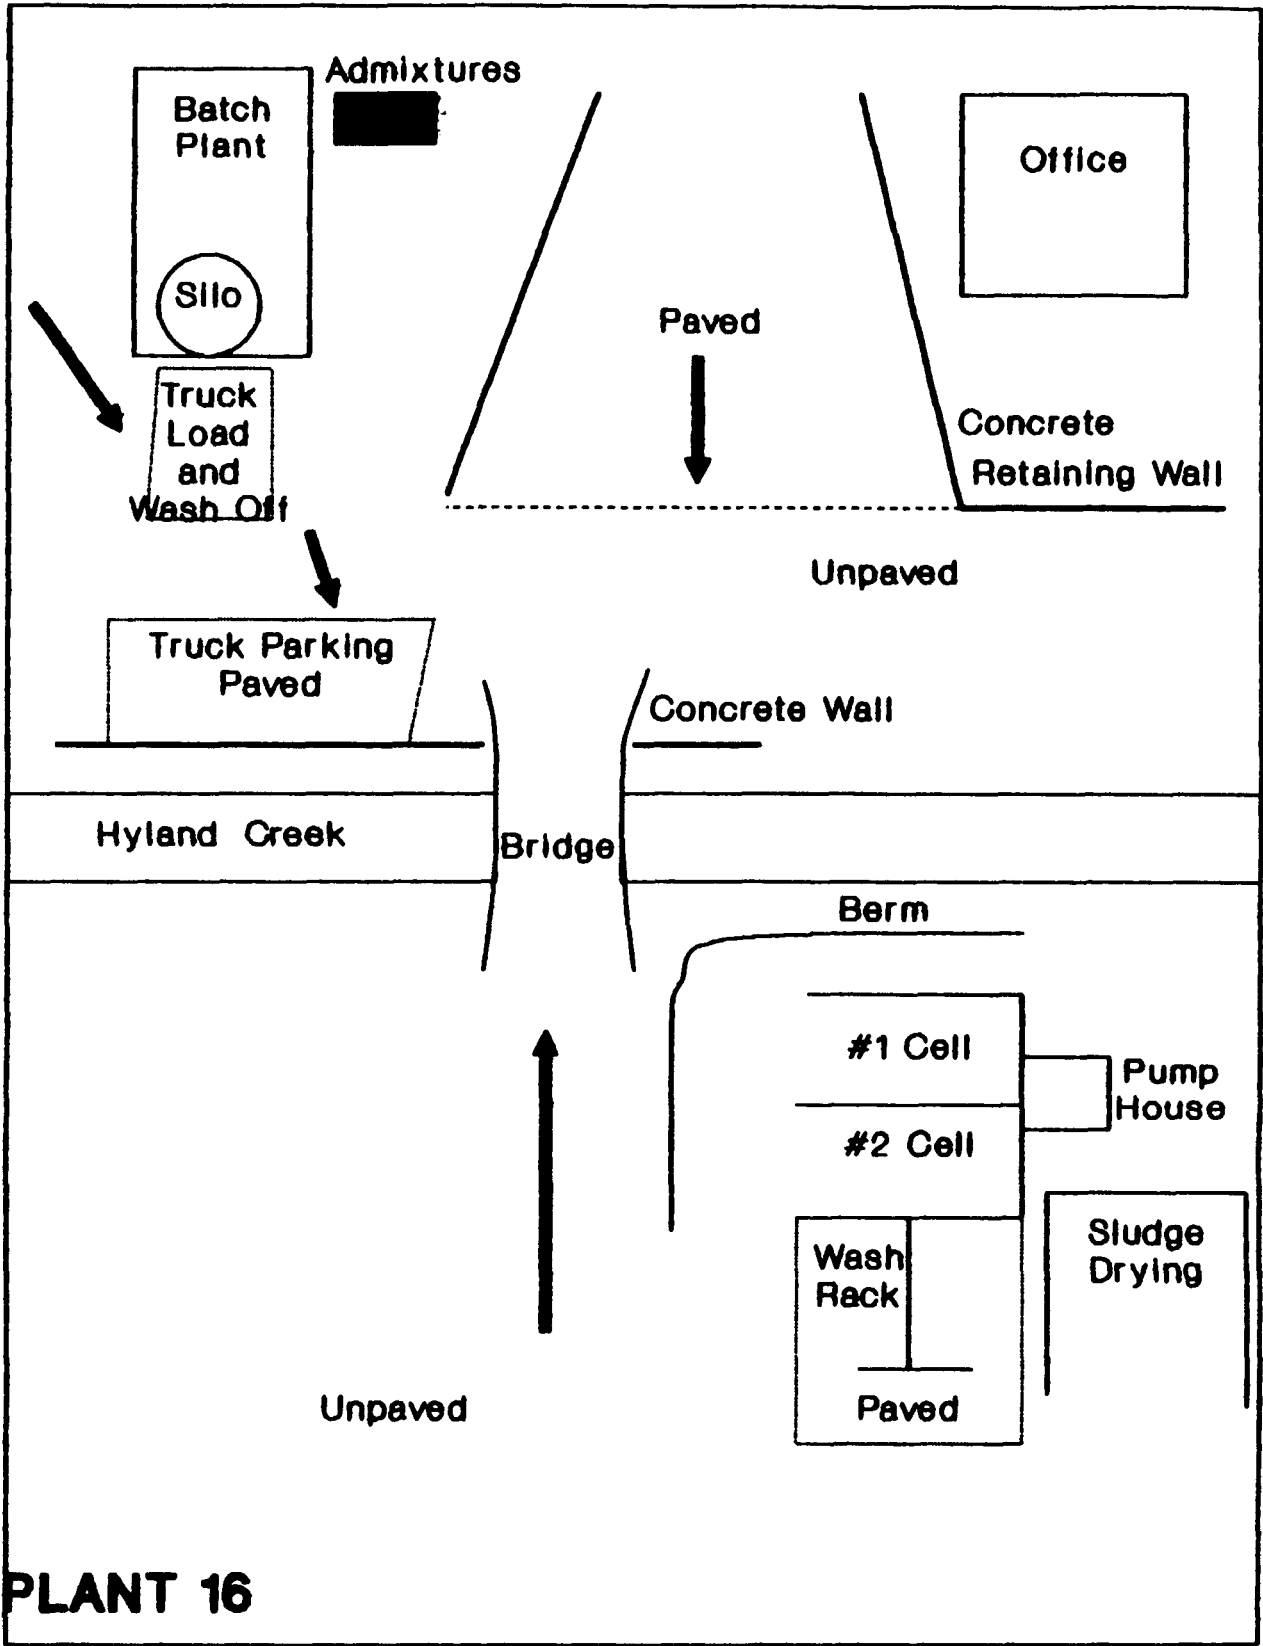 Admixtures
Batch
Plant
Office
Silo
Paved
Truck
Load
and
Wash Off
Concrete
Retaining Wall
Unpaved
Truck Parking
Paved
Concrete Wall
Hyland Creek
Bridge
Berm
#1 Cell
Pump
House
#2 Cell
Sludge
Drying
Wash
Rack
Unpaved
Paved
PLANT 16